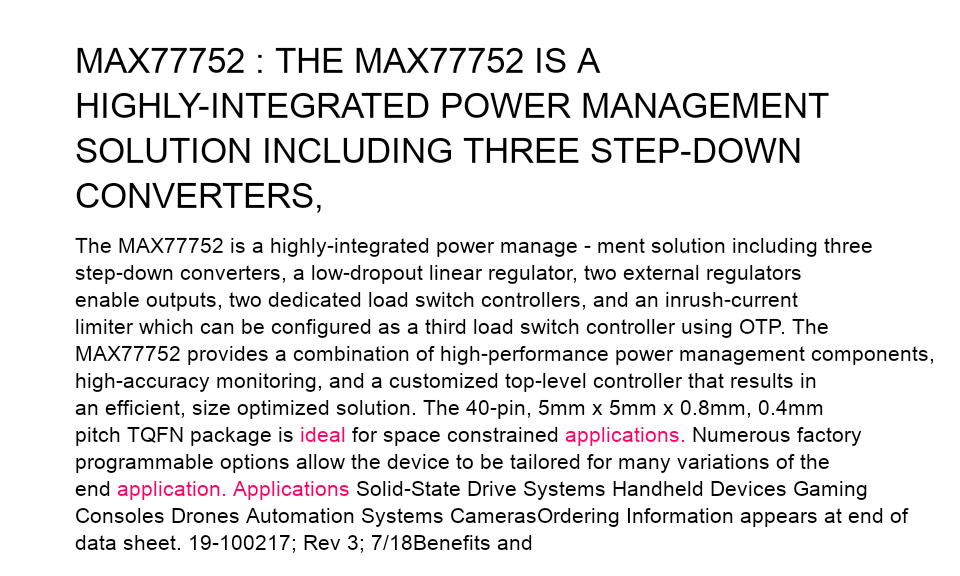 MAX77752 : THE MAX77752 IS A
HIGHLY-INTEGRATED POWER MANAGEMENT
SOLUTION INCLUDING THREE STEP-DOWN
CONVERTERS,
The MAX77752 is a highly-integrated power manage - ment solution including three
step-down converters, a low-dropout linear regulator, two external regulators
enable outputs, two dedicated load switch controllers, and an inrush-current
limiter which can be configured as a third load switch controller using OTP. The
MAX77752 provides a combination of high-performance power management components,
high-accuracy monitoring, and a customized top-level controller that results in
an efficient, size optimized solution. The 40-pin, 5mm x 5mm x 0.8mm, 0.4mm
pitch TQFN package is ideal for space constrained applications. Numerous factory
programmable options allow the device to be tailored for many variations of the
end application. Applications Solid-State Drive Systems Handheld Devices Gaming
Consoles Drones Automation Systems CamerasOrdering Information appears at end of
data sheet. 19-100217; Rev 3; 7/18Benefits and